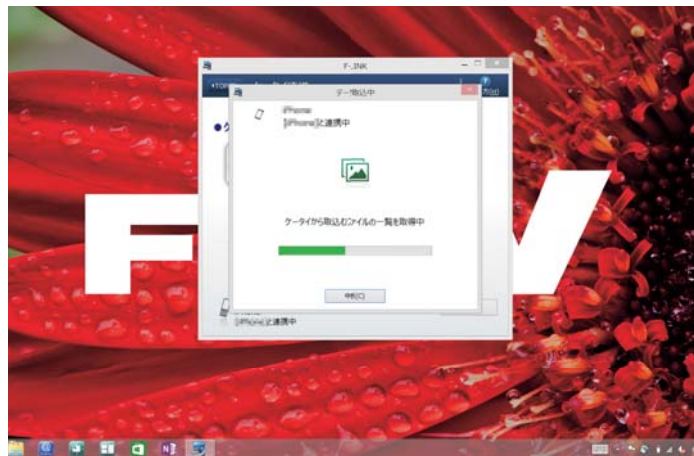 F-LINK
データ取込中
iPhone
[iPhone]と連携中
ケータイから取込むファイルの一覧を取得中
中断(C)
[iPhone]と連携中